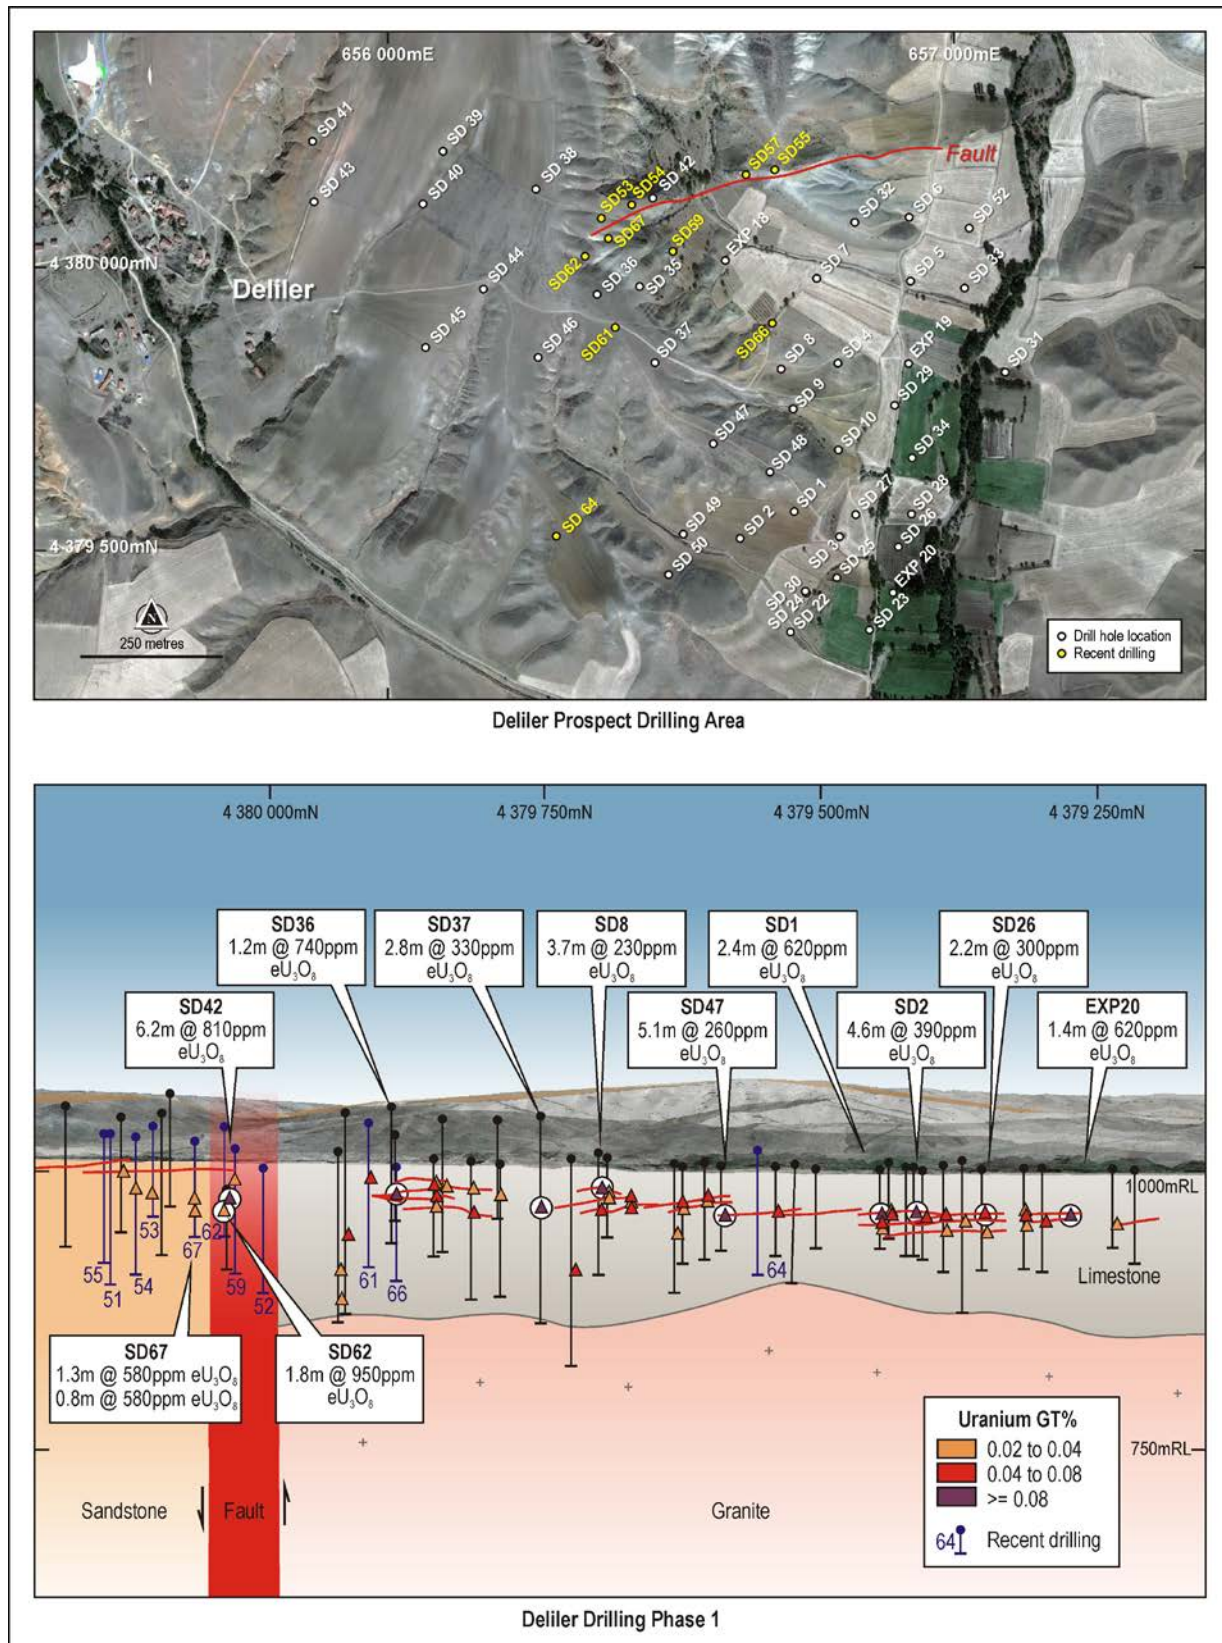 656 000mE
657 000mE
SD 41
SD 39
SD 43
SD 40
SD 38
SD53
SD54
SD 42
SD57
SD55
Fault
SD 32
SD 6
SD 52
SD67
SD59
EXP 18
SD62
4 380 000mN
SD 44
SD 36
SD 35
SD 7
SD 5
SD 33
Deliler
SD 45
SD 46
SD61
SD 37
SD66
SD 8
SD 4
EXP 19
SD 31
SD 29
SD 9
SD 47
SD 10
SD 34
SD 48
SD 1
SD 27
SD 28
SD 64
SD 49
SD 2
SD 3
SD 26
4 379 500mN
SD 50
SD 25
SD 30
EXP 20
SD 24
SD 22
SD 23
N
250 metres
Drill hole location
Recent drilling
Deliler Prospect Drilling Area
4 380 000mN
4 379 750mN
4 379 500mN
4 379 250mN
SD36
1.2m @ 740ppm
eU₃O₈
SD37
2.8m @ 330ppm
eU₃O₈
SD8
3.7m @ 230ppm
eU₃O₈
SD1
2.4m @ 620ppm
eU₃O₈
SD26
2.2m @ 300ppm
eU₃O₈
SD42
6.2m @ 810ppm
eU₃O₈
SD47
5.1m @ 260ppm
eU₃O₈
SD2
4.6m @ 390ppm
eU₃O₈
EXP20
1.4m @ 620ppm
eU₃O₈
1 000mRL
53
62
67
55
54
51
59
52
61
66
64
Limestone
SD67
1.3m @ 580ppm eU₃O₈
0.8m @ 580ppm eU₃O₈
SD62
1.8m @ 950ppm
eU₃O₈
Uranium GT%
0.02 to 0.04
0.04 to 0.08
>= 0.08
64 Recent drilling
750mRL
Sandstone
Fault
Granite
Deliler Drilling Phase 1